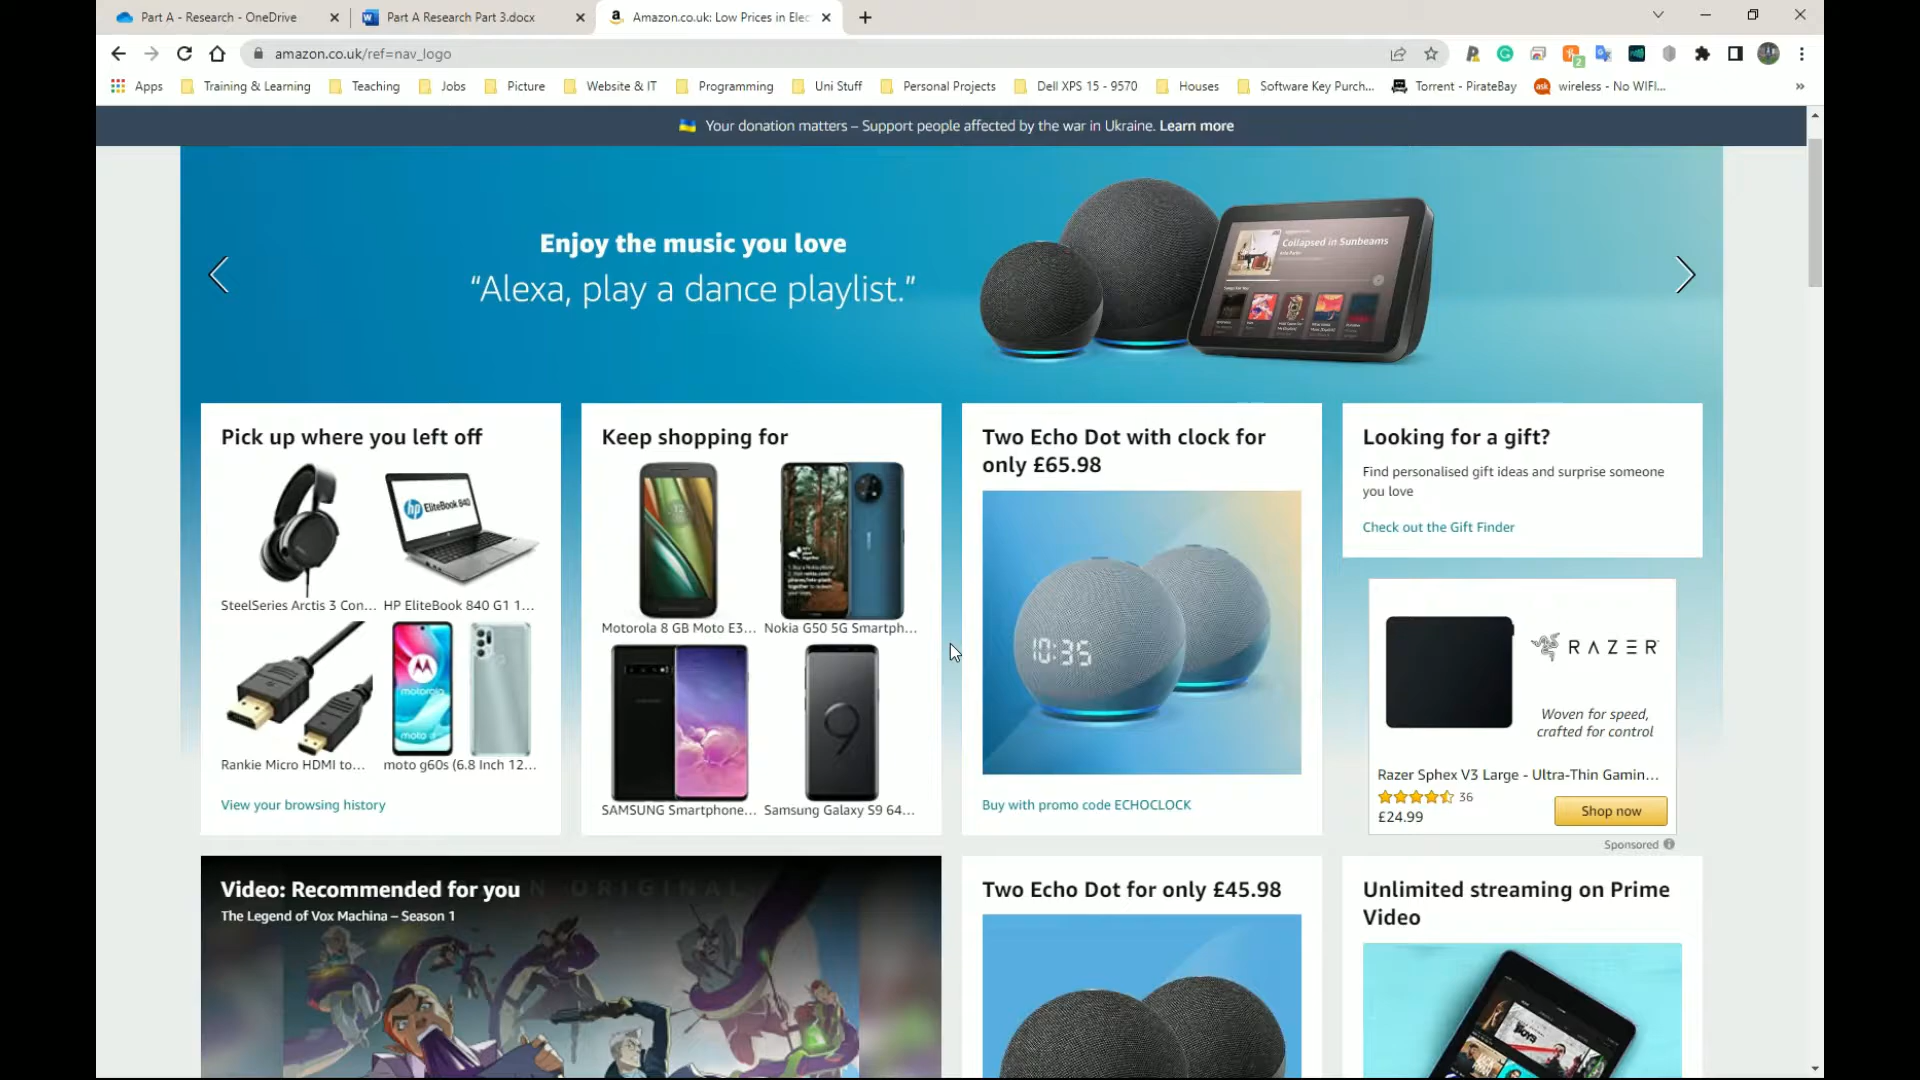 Part A - Research - OneDrive
Part A Research Part 3.docx
Amazon.co.uk: Low Prices in Elec
amazon.co.uk/ref=nav_logo
2
Apps
Training & Learning
Teaching
Jobs
Picture
Website & IT
Programming
Uni Stuff
Personal Projects
Dell XPS 15 - 9570
Houses
Software Key Purch...
Torrent - PirateBay
ask
wireless - No WIFI...
Your donation matters – Support people affected by the war in Ukraine. Learn more
Enjoy the music you love
“Alexa, play a dance playlist.”
Collapsed in Sunbeams
Pick up where you left off
hp EliteBook 840
SteelSeries Arctis 3 Con...
HP EliteBook 840 G1 1...
motorola
Rankie Micro HDMI to...
moto g60s (6.8 Inch 12...
View your browsing history
Keep shopping for
Motorola 8 GB Moto E3...
Nokia G50 5G Smartph...
9
SAMSUNG Smartphone...
Samsung Galaxy S9 64...
Two Echo Dot with clock for
only £65.98
10:35
Buy with promo code ECHOCLOCK
Looking for a gift?
Find personalised gift ideas and surprise someone
you love
Check out the Gift Finder
RAZER
Woven for speed,
crafted for control
Razer Sphex V3 Large - Ultra-Thin Gamin...
36
£24.99
Shop now
Sponsored
Video: Recommended for you
The Legend of Vox Machina – Season 1
Two Echo Dot for only £45.98
Unlimited streaming on Prime
Video